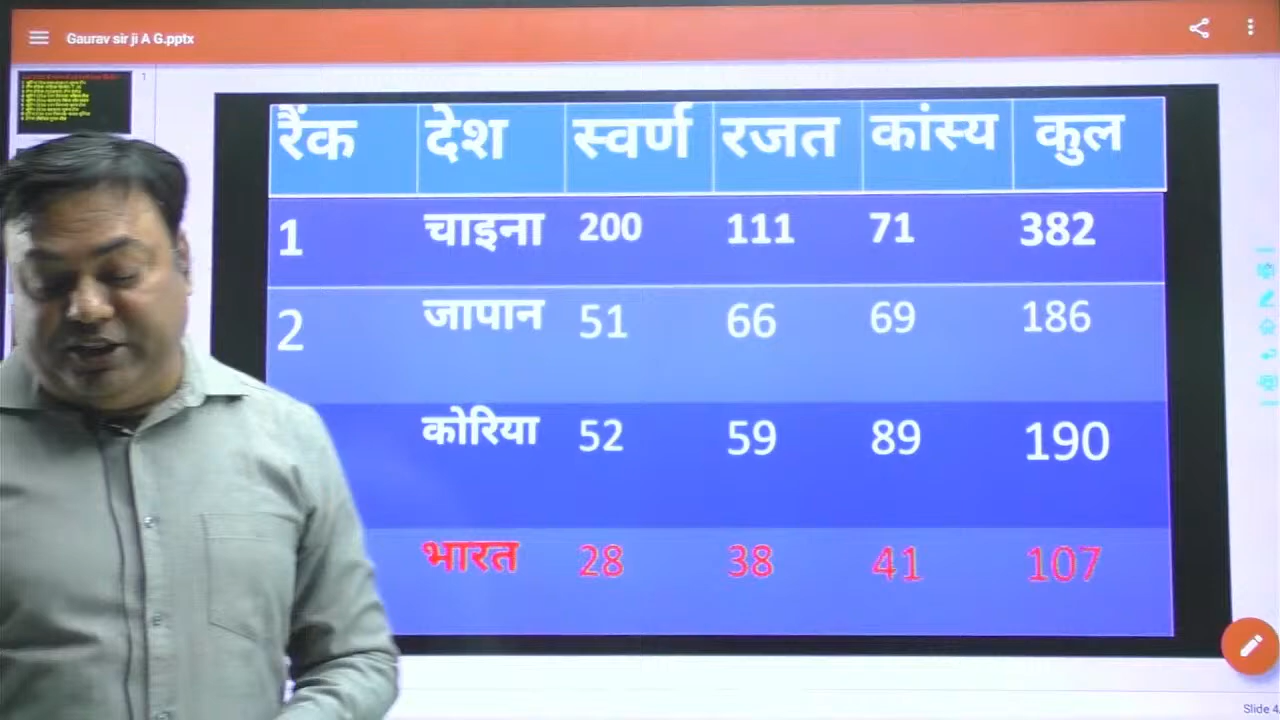 Gaurav sir ji A G.pptx
1
रैंक देश स्वर्ण रजत कांस्य कुल
1 चाइना 200 111 71 382
2 जापान 51 66 69 186
कोरिया 52 59 89 190
भारत 28 38 41 107
Slide 4